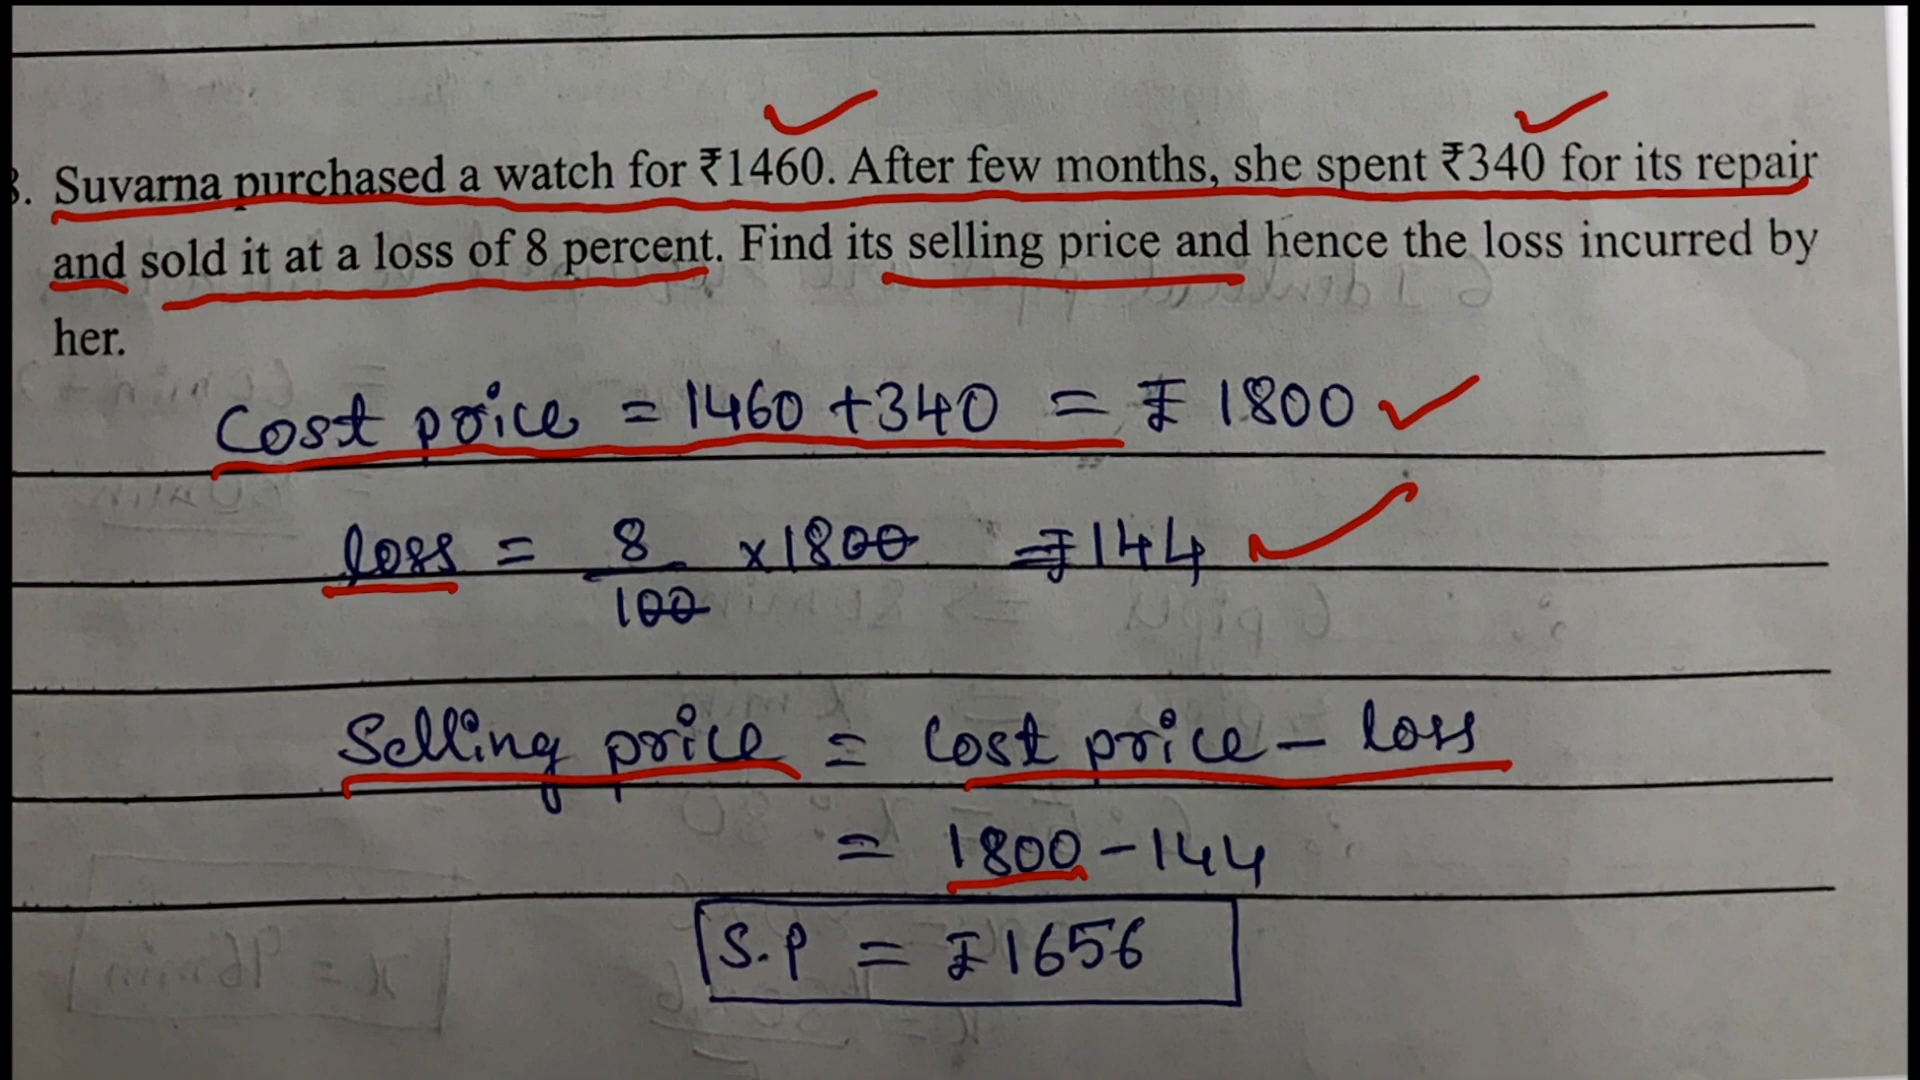 3. Suvarna purchased a watch for ₹1460. After few months, she spent ₹340 for its repair
and sold it at a loss of 8 percent. Find its selling price and hence the loss incurred by
her.
Cost price = 1460 + 340 = ₹ 1800
loss = 8/100 × 1800 = ₹144
Selling price = Cost price - loss
= 1800 - 144
S.P = ₹1656